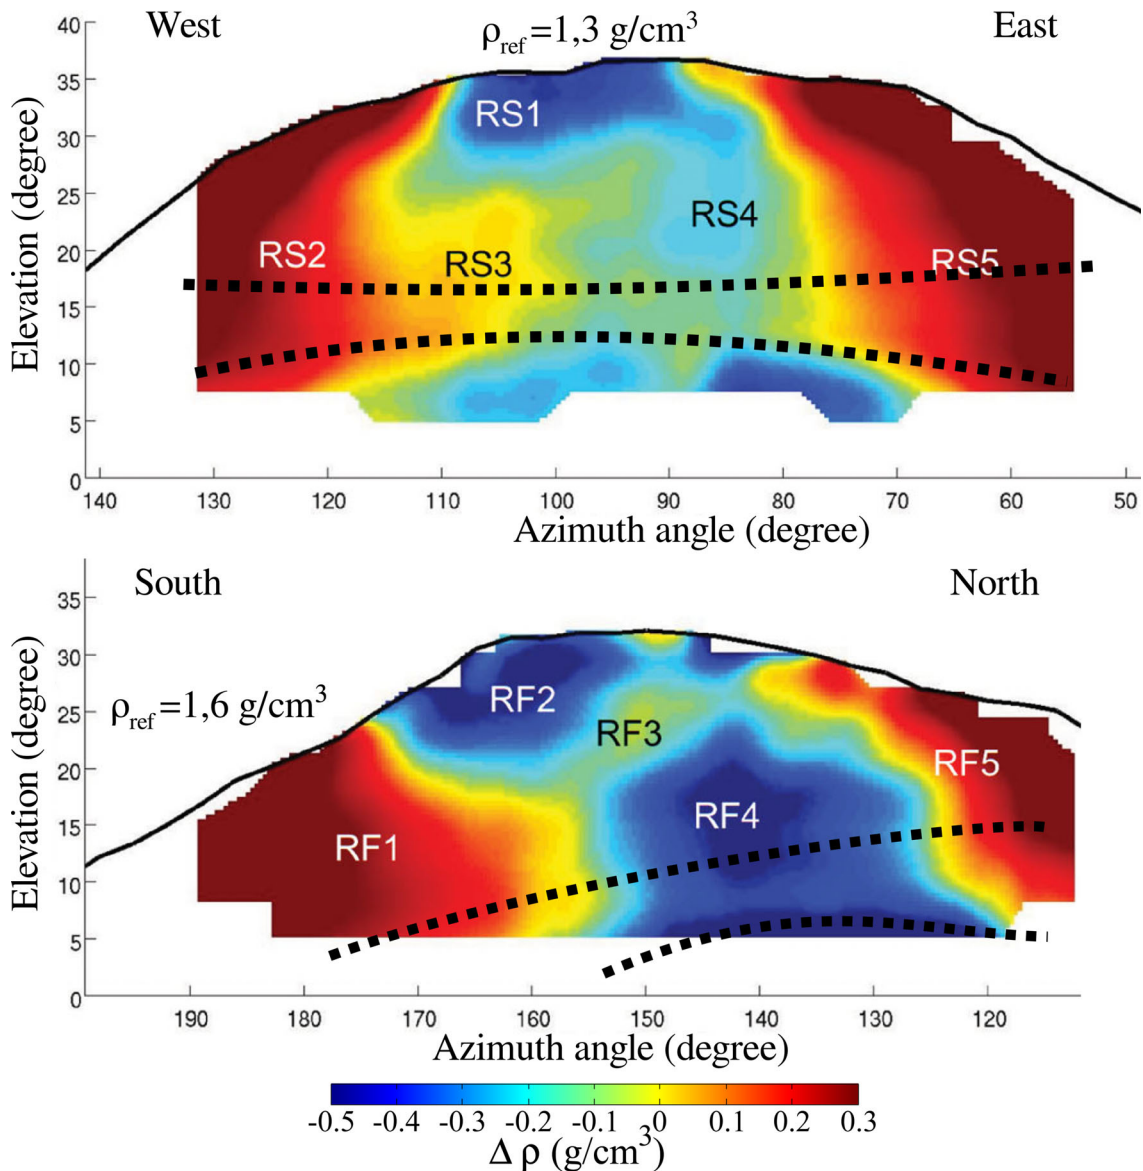 West
ρref=1,3 g/cm³
East
40
35
30
25
20
15
10
5
0
Elevation (degree)
RS1
RS2
RS3
RS4
RS5
140 130 120 110 100 90 80 70 60 50
Azimuth angle (degree)
South
North
ρref=1,6 g/cm³
35
30
25
20
15
10
5
0
Elevation (degree)
RF1
RF2
RF3
RF4
RF5
190 180 170 160 150 140 130 120
Azimuth angle (degree)
-0.5 -0.4 -0.3 -0.2 -0.1 0 0.1 0.2 0.3
Δ ρ (g/cm³)